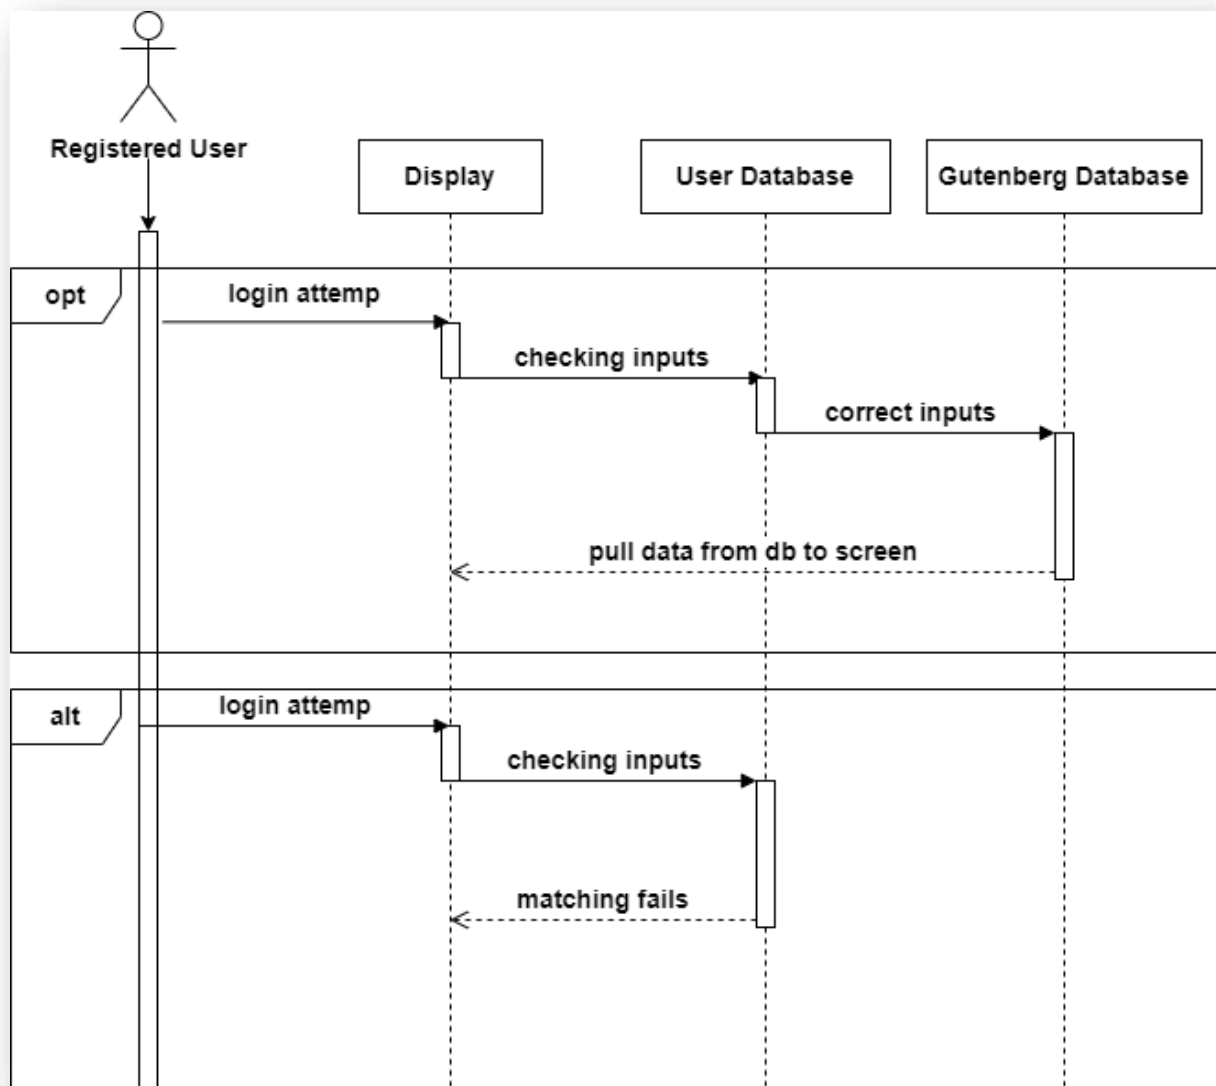 Registered User
Display
User Database
Gutenberg Database
opt
login attemp
checking inputs
correct inputs
pull data from db to screen
alt
login attemp
checking inputs
matching fails